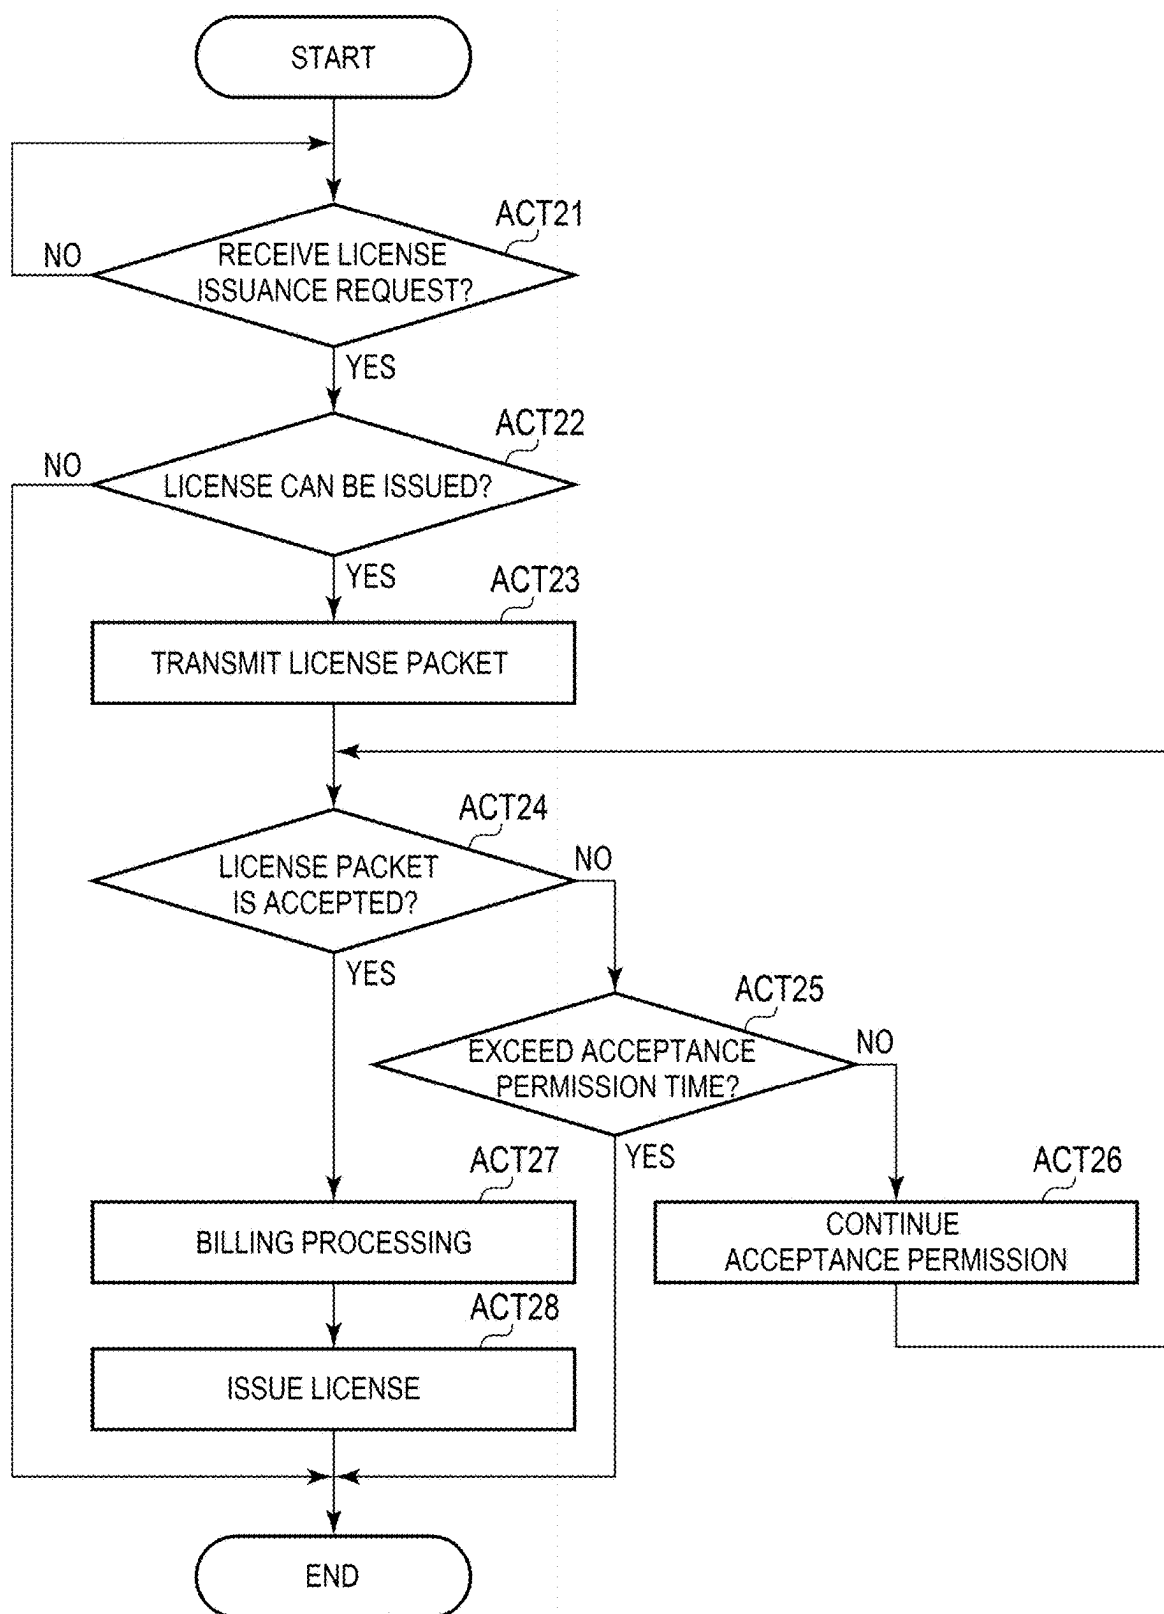 START
ACT21
NO
RECEIVE LICENSE
ISSUANCE REQUEST?
YES
ACT22
NO
LICENSE CAN BE ISSUED?
YES
ACT23
TRANSMIT LICENSE PACKET
ACT24
LICENSE PACKET
IS ACCEPTED?
NO
YES
ACT25
EXCEED ACCEPTANCE
PERMISSION TIME?
NO
YES
ACT27
BILLING PROCESSING
ACT26
CONTINUE
ACCEPTANCE PERMISSION
ACT28
ISSUE LICENSE
END